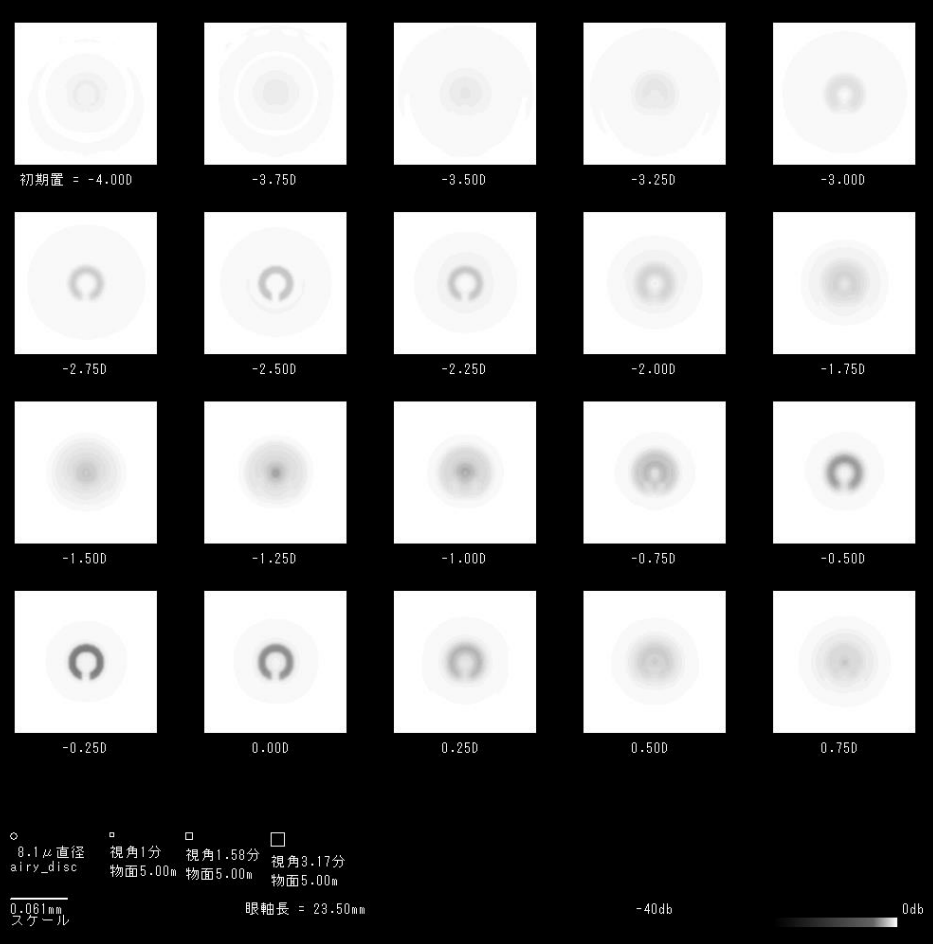 初期置 = -4.00D
-3.75D
-3.50D
-3.25D
-3.00D
-2.75D
-2.50D
-2.25D
-2.00D
-1.75D
-1.50D
-1.25D
-1.00D
-0.75D
-0.50D
-0.25D
0.00D
0.25D
0.50D
0.75D
8.1μ直径
airy_disc
視角1分
物面5.00m
視角1.58分
物面5.00m
視角3.17分
物面5.00m
0.061mm
スケール
眼軸長 = 23.50mm
-40db
0db